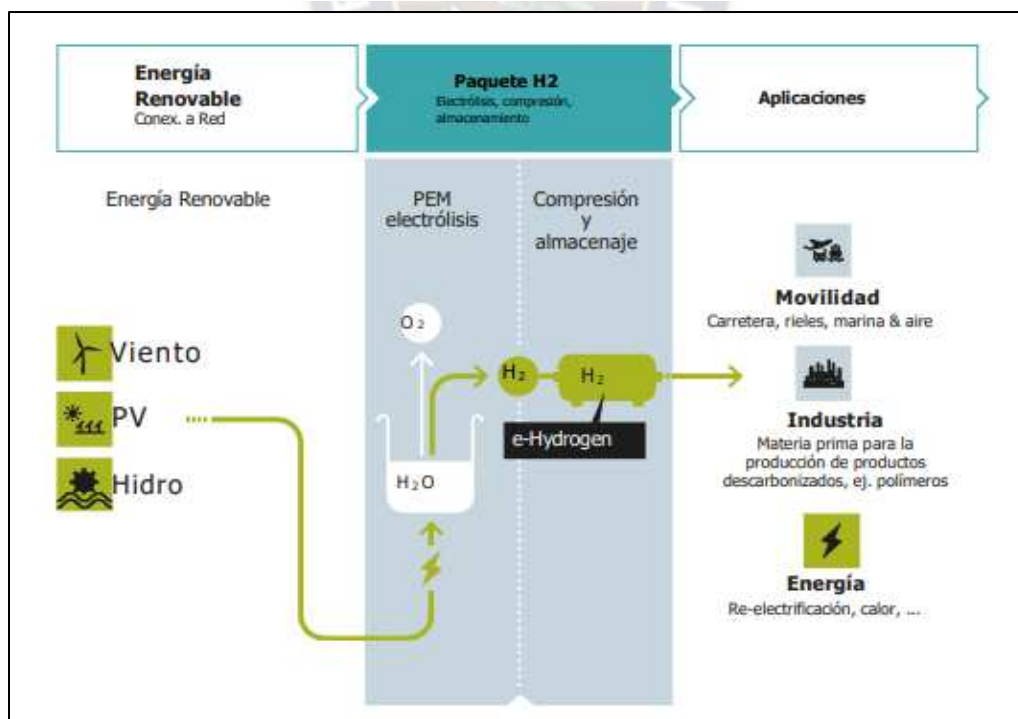 Energía
Renovable
Conex. a Red
Paquete H2
Electrólisis, compresión,
almacenamiento
Aplicaciones
Energía Renovable
PEM
electrólisis
Compresión
y
almacenaje
Viento
PV
Hidro
O₂
H₂O
H₂
H₂
e-Hydrogen
Movilidad
Carretera, rieles, marina & aire
Industria
Materia prima para la
producción de productos
descarbonizados, ej. polímeros
Energía
Re-electrificación, calor, ...